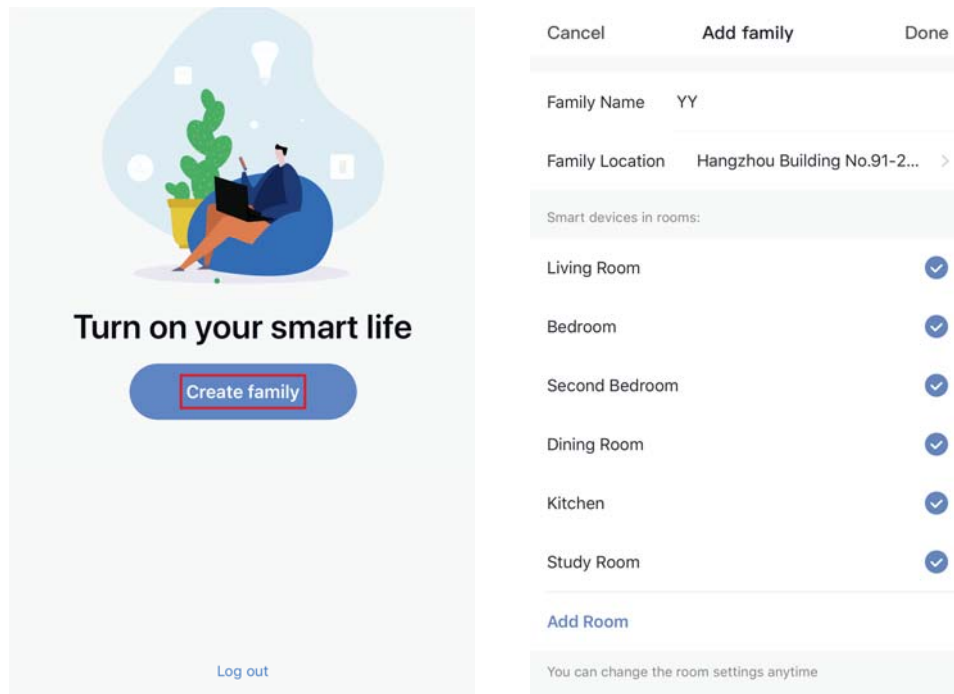 Turn on your smart life
Create family
Log out
Cancel Add family Done
Family Name YY
Family Location Hangzhou Building No.91-2... >
Smart devices in rooms:
Living Room
Bedroom
Second Bedroom
Dining Room
Kitchen
Study Room
Add Room
You can change the room settings anytime